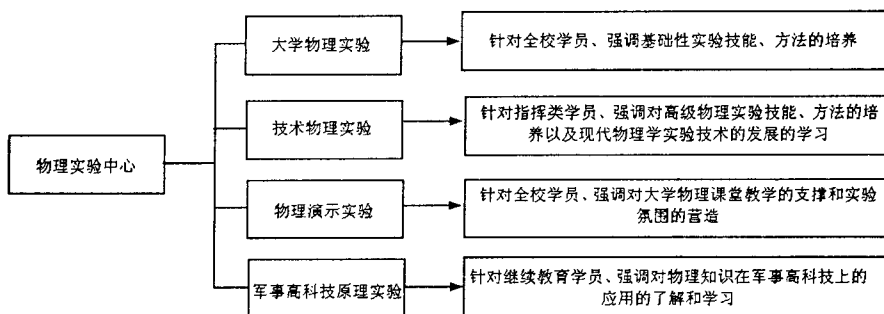 大学物理实验
针对全校学员、强调基础性实验技能、方法的培养
技术物理实验
针对指挥类学员、强调对高级物理实验技能、方法的培
养以及现代物理学实验技术的发展的学习
物理实验中心
物理演示实验
针对全校学员、强调对大学物理课堂教学的支撑和实验
氛围的营造
军事高科技原理实验
针对继续教育学员、强调对物理知识在军事高科技上的
应用的了解和学习